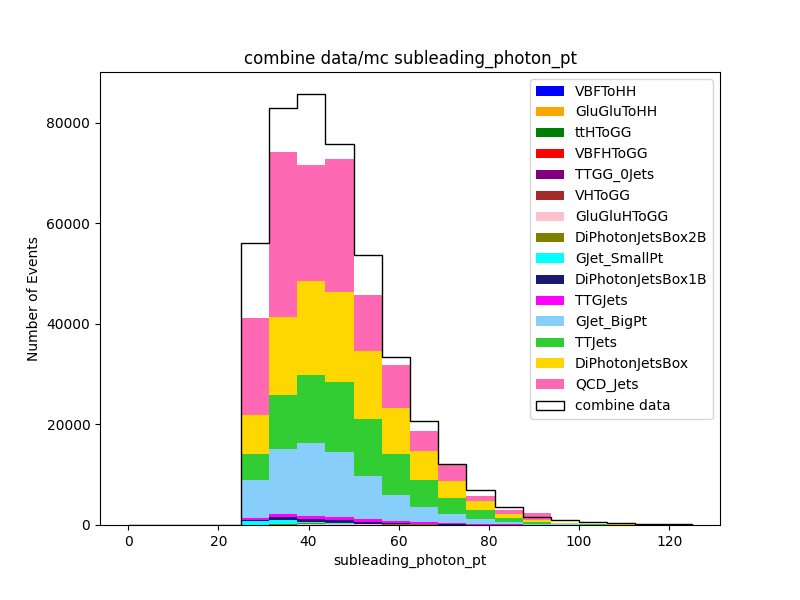 combine data/mc subleading_photon_pt
Number of Events
80000
60000
40000
20000
0
0
20
40
60
80
100
120
subleading_photon_pt
VBFToHH
GluGluToHH
ttHToGG
VBFHToGG
TTGG_0Jets
VHToGG
GluGluHToGG
DiPhotonJetsBox2B
GJet_SmallPt
DiPhotonJetsBox1B
TTGJets
GJet_BigPt
TTJets
DiPhotonJetsBox
QCD_Jets
combine data